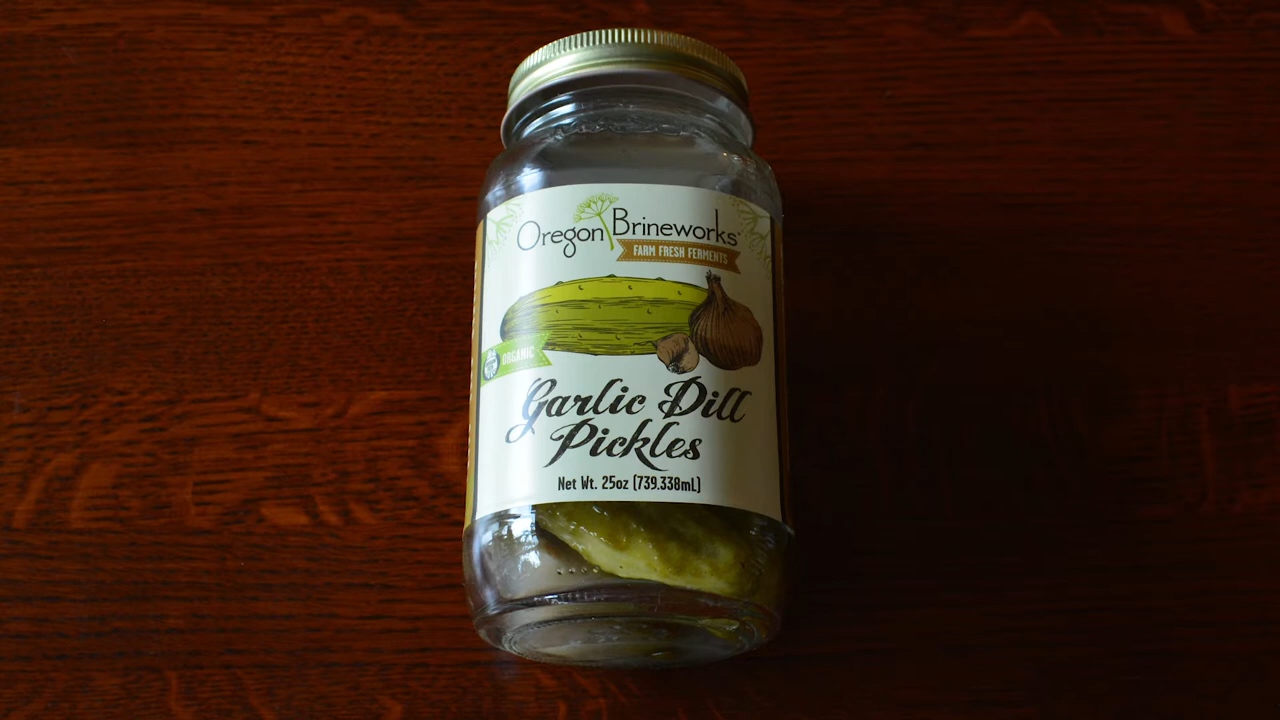 Oregon Brineworks
FARM FRESH FERMENTS
ORGANIC
Garlic Dill
Pickles
Net Wt. 25oz (739.338mL)